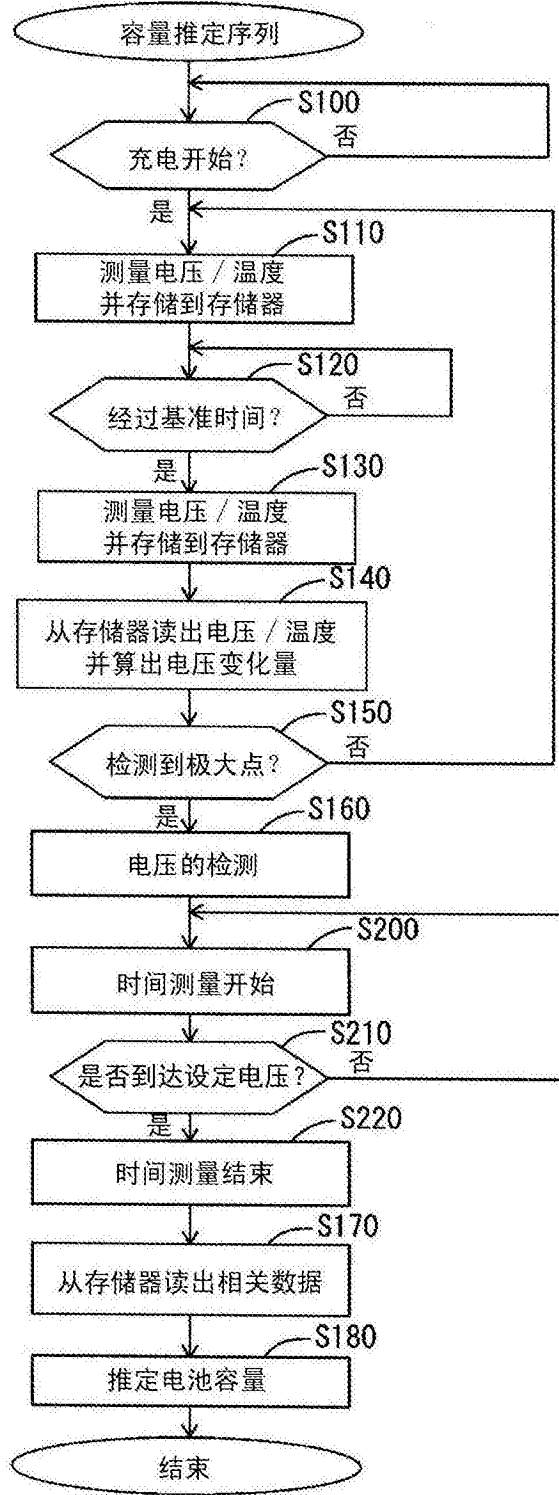 容量推定序列
S100
充电开始?
否
是
S110
测量电压/温度
并存储到存储器
S120
经过基准时间?
否
是
S130
测量电压/温度
并存储到存储器
S140
从存储器读出电压/温度
并算出电压变化量
S150
检测到极大点?
否
是
S160
电压的检测
S200
时间测量开始
S210
是否到达设定电压?
否
是
S220
时间测量结束
S170
从存储器读出相关数据
S180
推定电池容量
结束